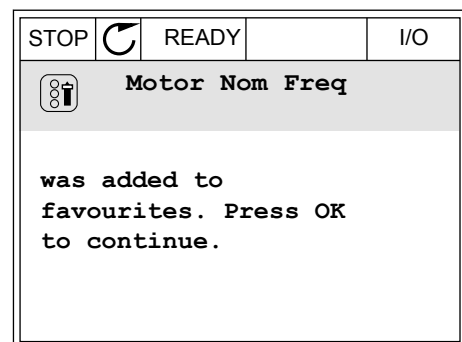 STOP READY I/O
Motor Nom Freq
was added to
favourites. Press OK
to continue.